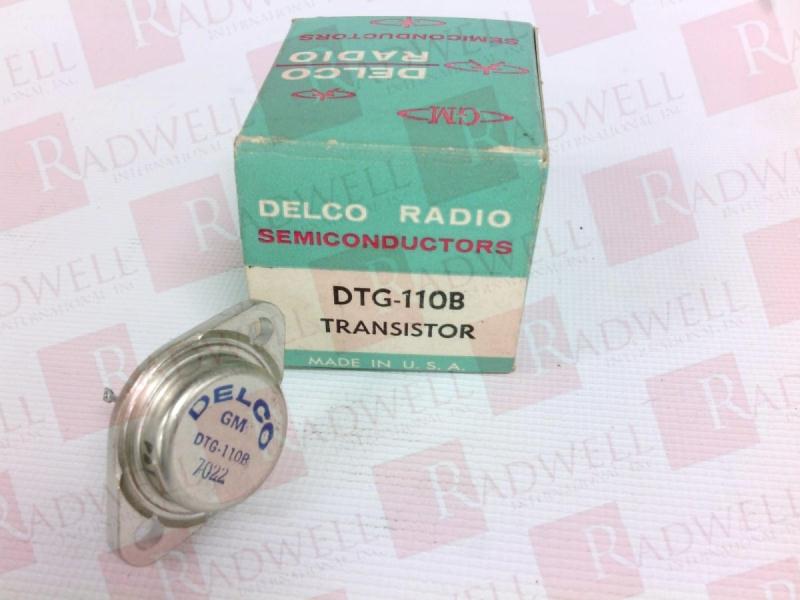 SEMICONDUCTORS
DELCO
RADIO
GM
DELCO RADIO
SEMICONDUCTORS
DTG-110B
TRANSISTOR
MADE IN U.S.A.
DELCO
GM
DTG-110B
7022
RADWELL
INTERNATIONAL, INC.